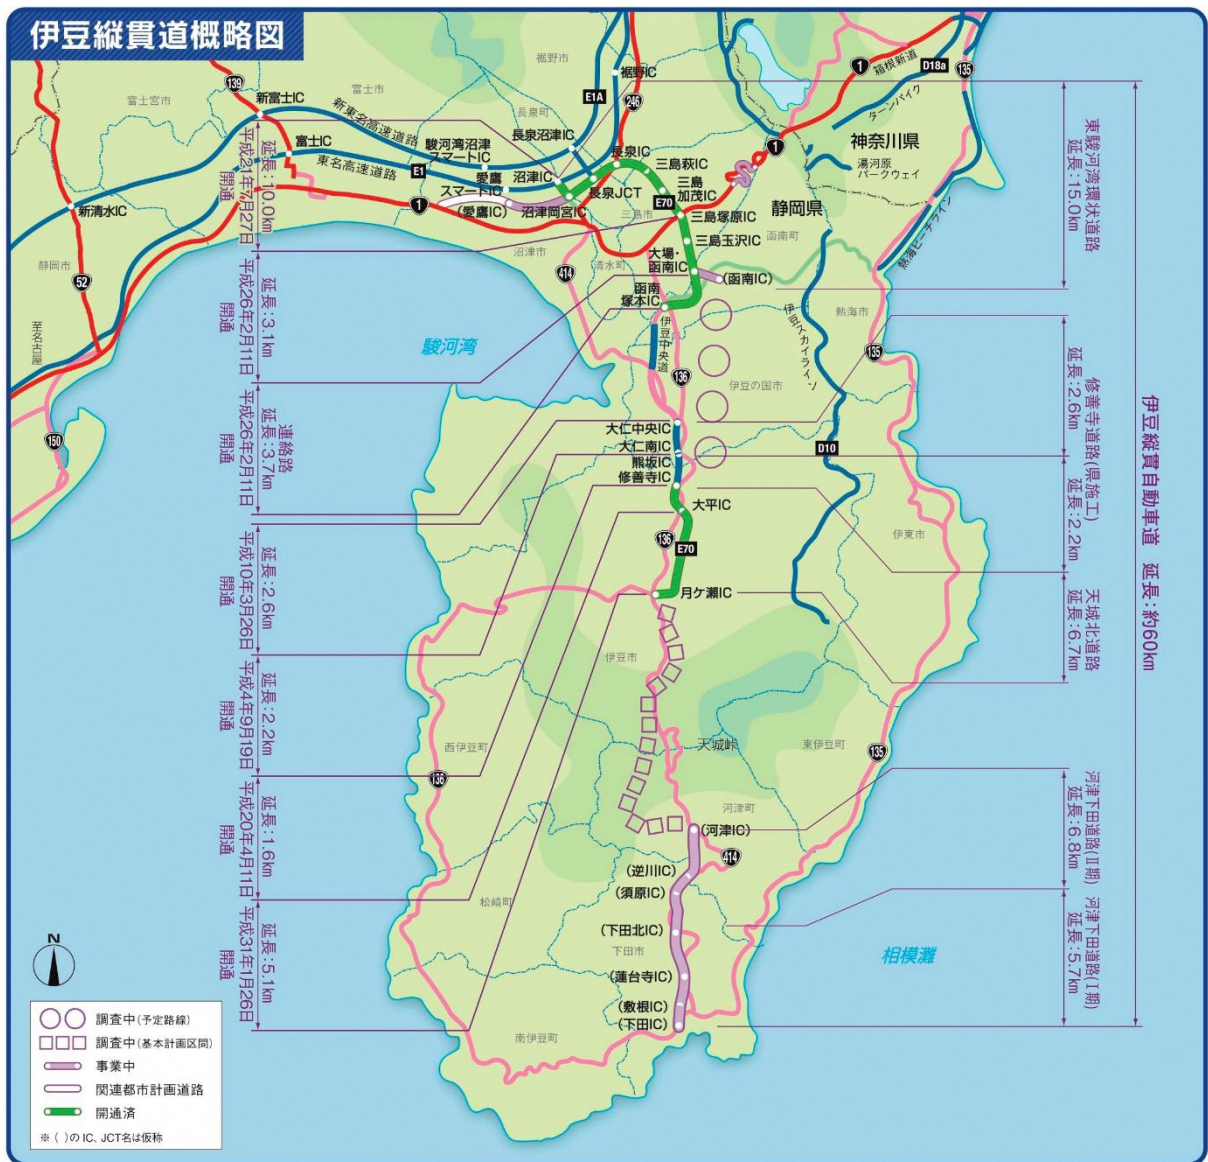 伊豆縦貫道概略図
139
新富士IC
富士宮市
富士市
裾野市
裾野IC
E1A
246
1
箱根新道
D18a
135
ターンパイク
神奈川県
湯河原
パークウェイ
静岡県
熱海ビーチライン
新東名高速道路
長泉町
長泉沼津IC
富士IC
駿河湾沼津
スマートIC
東名高速道路
E1
愛鷹
スマートIC
沼津IC
長泉IC
三島萩IC
1
長泉JCT
三島
加茂IC
E70
(愛鷹IC)
沼津岡宮IC
1
三島市
三島塚原IC
函南町
新清水IC
静岡市
52
沼津市
清水町
三島玉沢IC
414
大場・
函南IC
(函南IC)
函南
塚本IC
至名古屋
150
駿河湾
伊豆中央道
伊豆スカイライン
熱海市
135
136
伊豆の国市
大仁中央IC
大仁南IC
熊坂IC
修善寺IC
D10
大平IC
136
E70
伊東市
月ケ瀬IC
伊豆市
天城峠
西伊豆町
136
東伊豆町
135
河津町
(河津IC)
414
(逆川IC)
(須原IC)
松崎町
(下田北IC)
下田市
(蓮台寺IC)
相模灘
(敷根IC)
(下田IC)
南伊豆町
延長:10.0km
平成21年7月27日
開通
延長:3.1km
平成26年2月11日
開通
連絡路
延長:3.7km
平成26年2月11日
開通
延長:2.6km
平成10年3月26日
開通
延長:2.2km
平成4年9月19日
開通
延長:1.6km
平成20年4月11日
開通
延長:5.1km
平成31年1月26日
開通
東駿河湾環状道路
延長:15.0km
延長:2.6km
修善寺道路(県施工)
延長:2.2km
天城北道路
延長:6.7km
河津下田道路(Ⅱ期)
延長:6.8km
河津下田道路(Ⅰ期)
延長:5.7km
伊豆縦貫自動車道 延長:約60km
N
調査中(予定路線)
調査中(基本計画区間)
事業中
関連都市計画道路
開通済
※( )のIC、JCT名は仮称